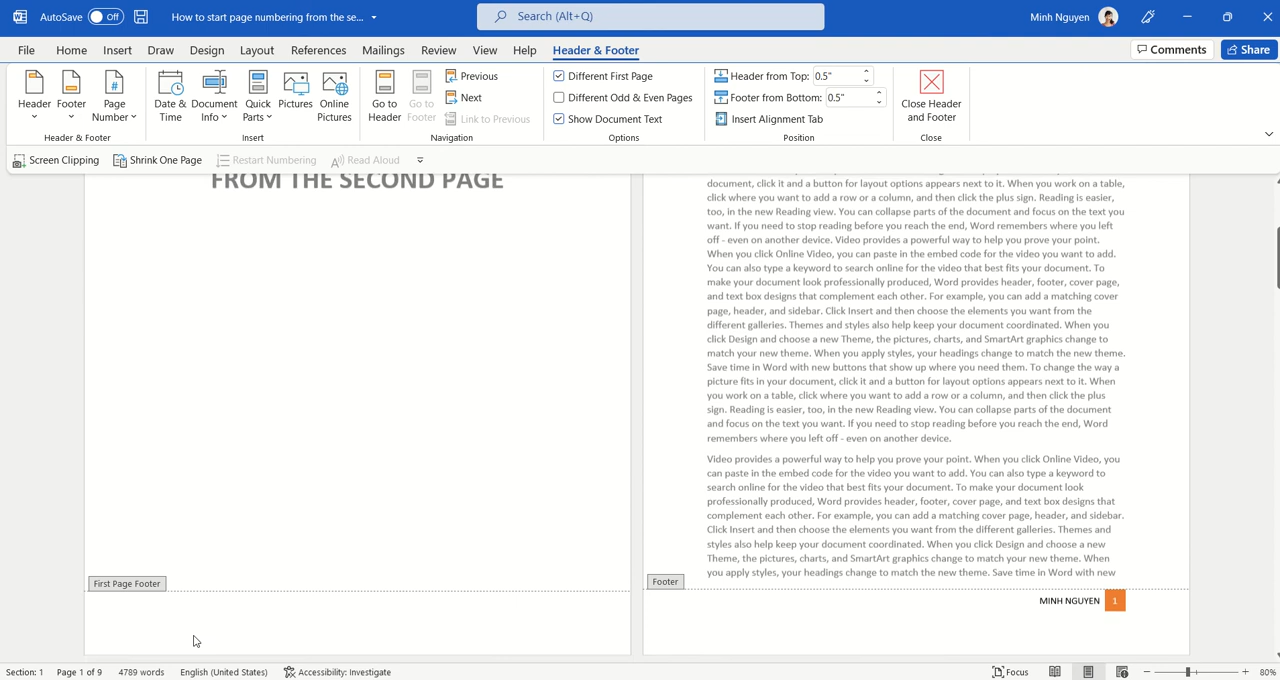 AutoSave Off How to start page numbering from the se... Search (Alt+Q) Minh Nguyen
File Home Insert Draw Design Layout References Mailings Review View Help Header & Footer Comments Share
Header Footer Page Number
Header & Footer
Date & Time Document Info Quick Parts Pictures Online Pictures
Insert
Go to Header Go to Footer
Previous
Next
Link to Previous
Navigation
Different First Page
Different Odd & Even Pages
Show Document Text
Options
Header from Top: 0.5"
Footer from Bottom: 0.5"
Insert Alignment Tab
Position
Close Header and Footer
Close
Screen Clipping Shrink One Page Restart Numbering Read Aloud
FROM THE SECOND PAGE
First Page Footer
document, click it and a button for layout options appears next to it. When you work on a table,
click where you want to add a row or a column, and then click the plus sign. Reading is easier,
too, in the new Reading view. You can collapse parts of the document and focus on the text you
want. If you need to stop reading before you reach the end, Word remembers where you left
off - even on another device. Video provides a powerful way to help you prove your point.
When you click Online Video, you can paste in the embed code for the video you want to add.
You can also type a keyword to search online for the video that best fits your document. To
make your document look professionally produced, Word provides header, footer, cover page,
and text box designs that complement each other. For example, you can add a matching cover
page, header, and sidebar. Click Insert and then choose the elements you want from the
different galleries. Themes and styles also help keep your document coordinated. When you
click Design and choose a new Theme, the pictures, charts, and SmartArt graphics change to
match your new theme. When you apply styles, your headings change to match the new theme.
Save time in Word with new buttons that show up where you need them. To change the way a
picture fits in your document, click it and a button for layout options appears next to it. When
you work on a table, click where you want to add a row or a column, and then click the plus
sign. Reading is easier, too, in the new Reading view. You can collapse parts of the document
and focus on the text you want. If you need to stop reading before you reach the end, Word
remembers where you left off - even on another device.
Video provides a powerful way to help you prove your point. When you click Online Video, you
can paste in the embed code for the video you want to add. You can also type a keyword to
search online for the video that best fits your document. To make your document look
professionally produced, Word provides header, footer, cover page, and text box designs that
complement each other. For example, you can add a matching cover page, header, and sidebar.
Click Insert and then choose the elements you want from the different galleries. Themes and
styles also help keep your document coordinated. When you click Design and choose a new
Theme, the pictures, charts, and SmartArt graphics change to match your new theme. When
you apply styles, your headings change to match the new theme. Save time in Word with new
Footer
MINH NGUYEN 1
Section: 1 Page 1 of 9 4789 words English (United States) Accessibility: Investigate Focus 80%